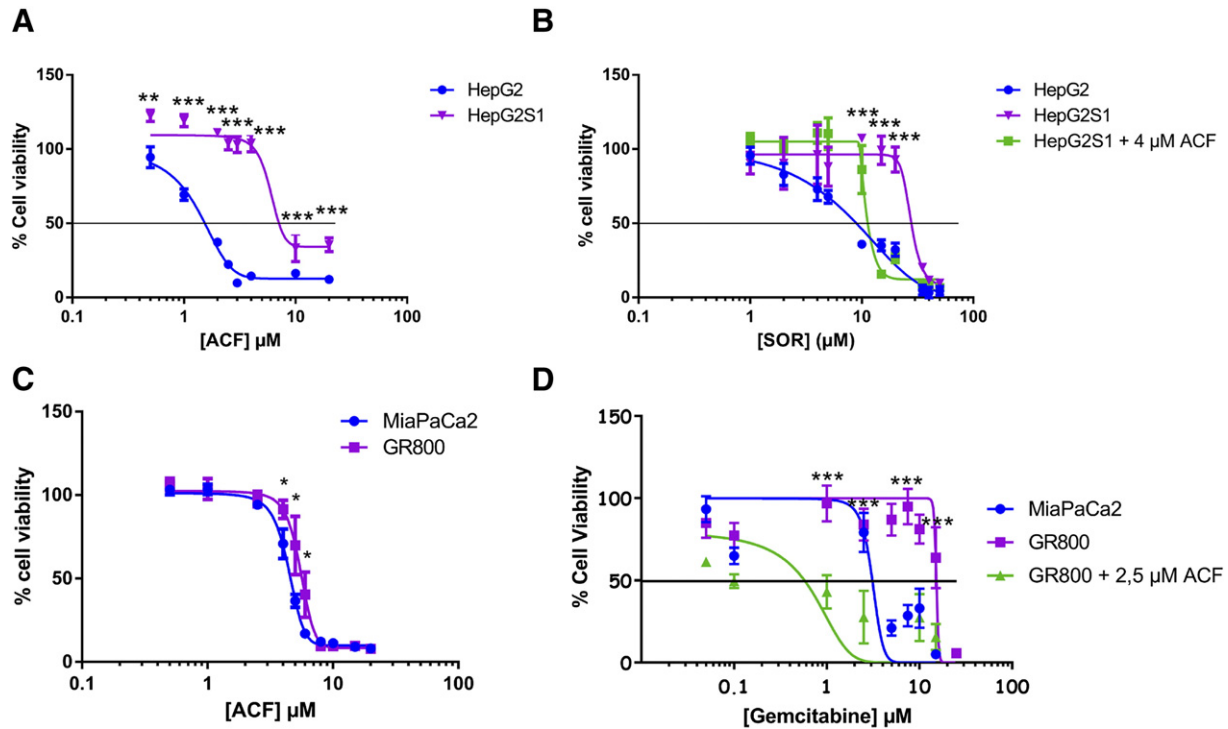 A
150
100
50
0
% Cell viability
** *** *** *** *** *** ***
0.1 1 10 100
[ACF] µM
HepG2
HepG2S1
B
150
100
50
0
% cell viability
*** *** ***
0.1 1 10 100
[SOR] (µM)
HepG2
HepG2S1
HepG2S1 + 4 µM ACF
C
150
100
50
0
% cell viability
* * *
0.1 1 10 100
[ACF] µM
MiaPaCa2
GR800
D
150
100
50
0
% Cell Viability
*** *** *** ***
0.1 1 10 100
[Gemcitabine] µM
MiaPaCa2
GR800
GR800 + 2,5 µM ACF